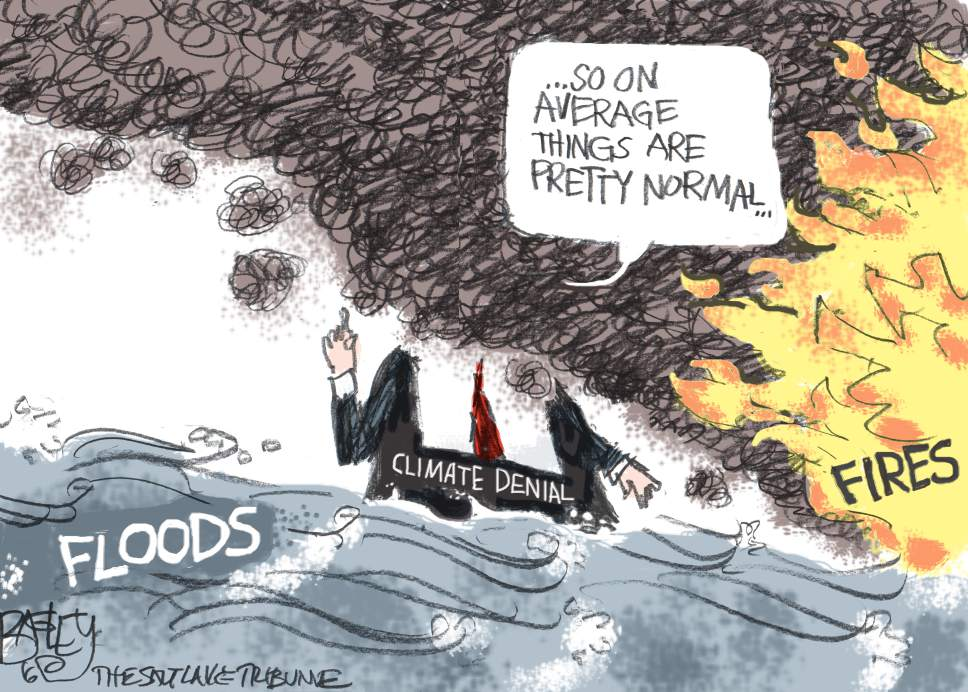 ...SO ON
AVERAGE
THINGS ARE
PRETTY NORMAL...
CLIMATE DENIAL
FIRES
FLOODS
BAGLEY
THE SALT LAKE TRIBUNE